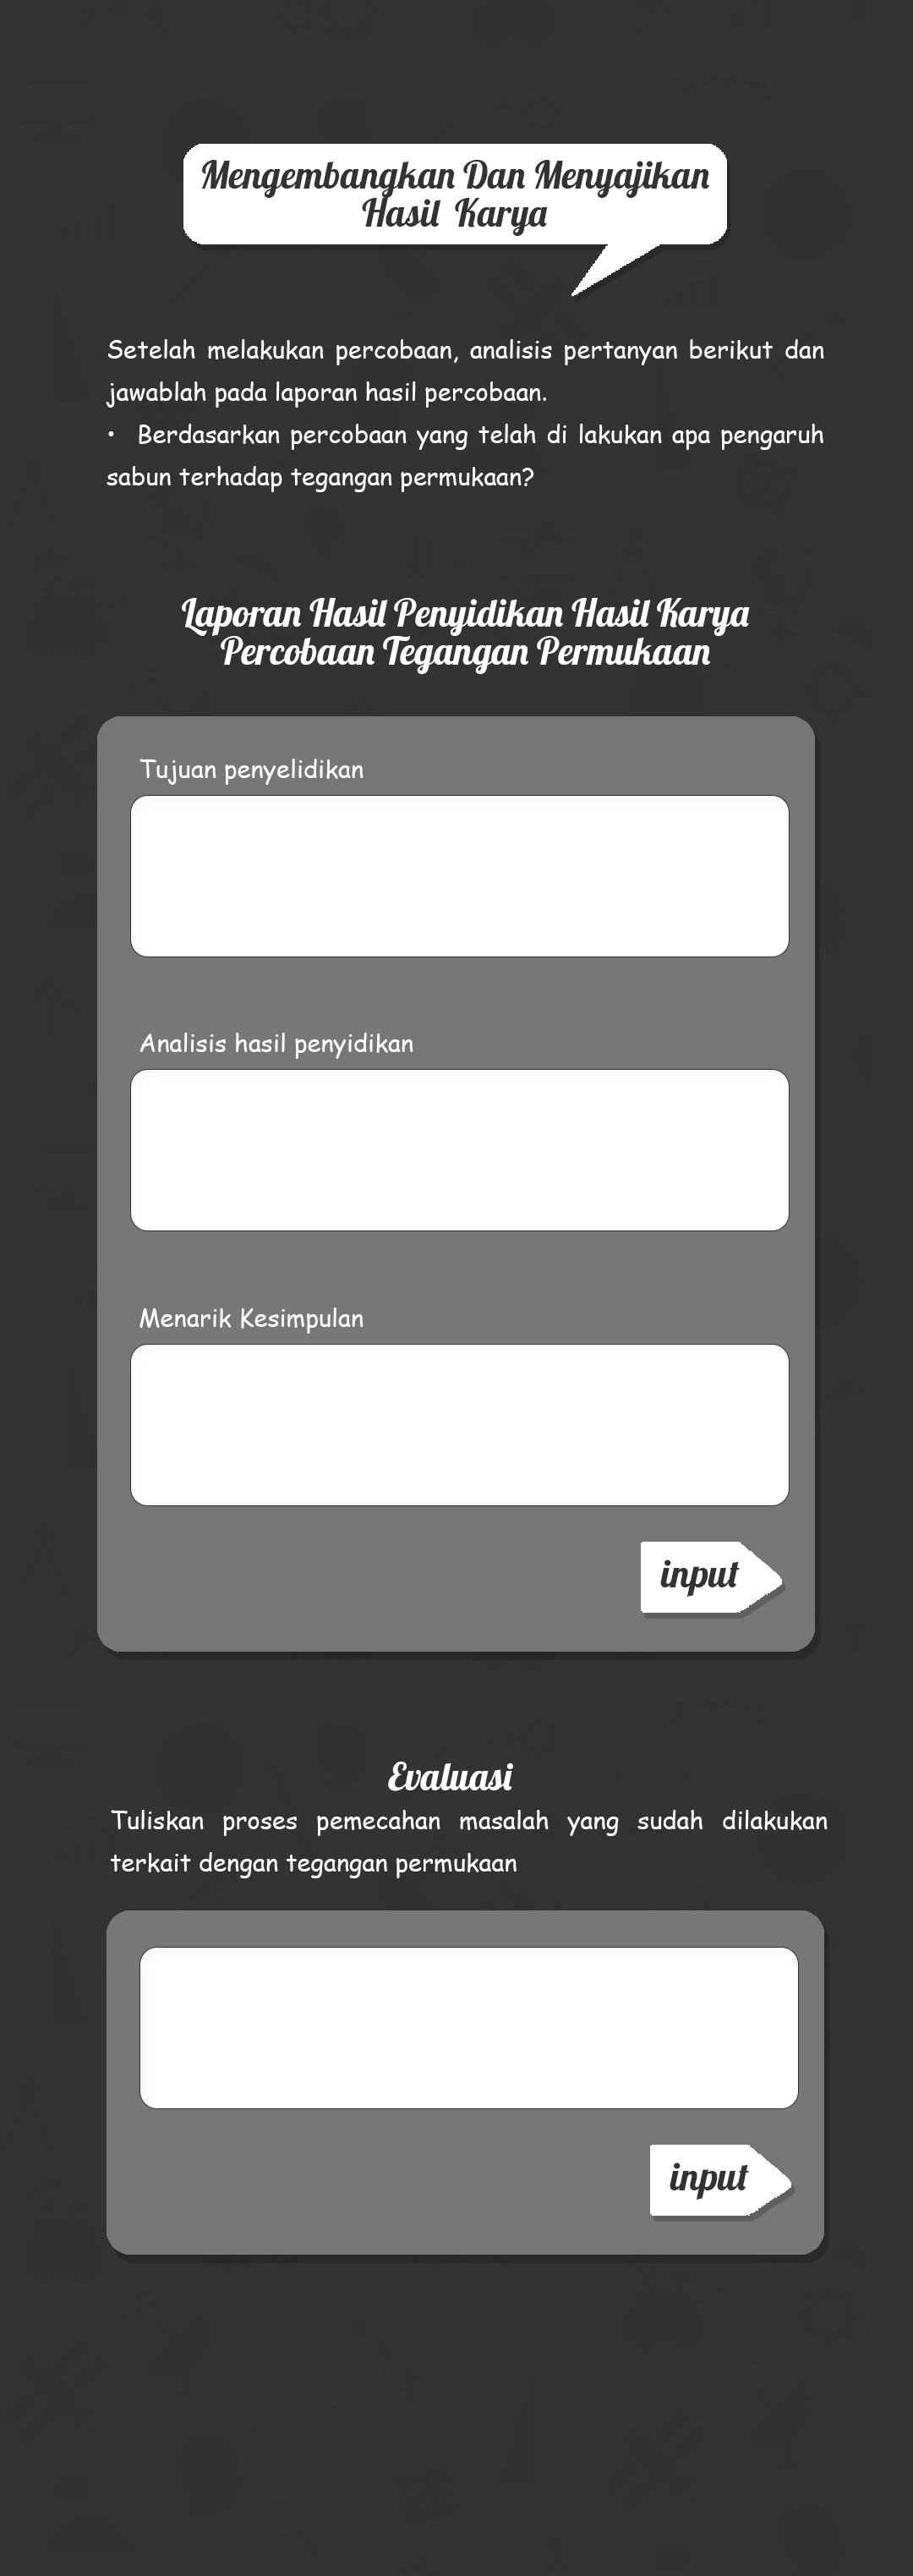 Mengembangkan Dan Menyajikan
Hasil Karya
Setelah melakukan percobaan, analisis pertanyan berikut dan
jawablah pada laporan hasil percobaan.
• Berdasarkan percobaan yang telah di lakukan apa pengaruh
sabun terhadap tegangan permukaan?
Laporan Hasil Penyidikan Hasil Karya
Percobaan Tegangan Permukaan
Tujuan penyelidikan
Analisis hasil penyidikan
Menarik Kesimpulan
input
Evaluasi
Tuliskan proses pemecahan masalah yang sudah dilakukan
terkait dengan tegangan permukaan
input